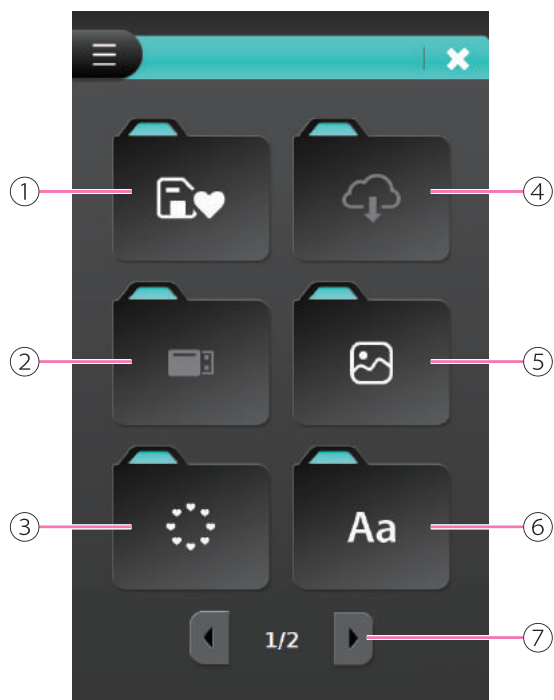 ① ④
② ⑤
③ Aa ⑥
1/2 ⑦